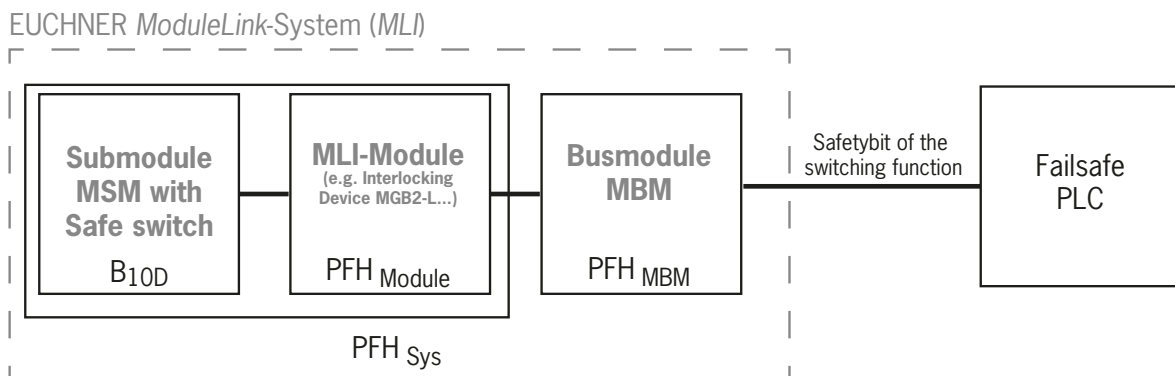 EUCHNER ModuleLink-System (MLI)
Submodule
MSM with
Safe switch
B10D
MLI-Module
(e.g. Interlocking
Device MGB2-L...)
PFH Module
PFH Sys
Busmodule
MBM
PFH MBM
Safetybit of the
switching function
Failsafe
PLC